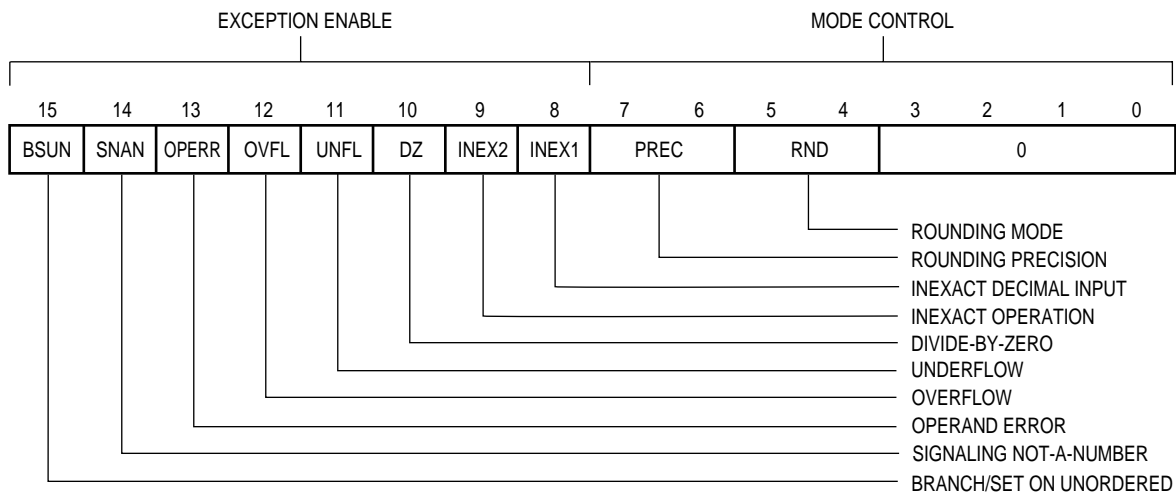 EXCEPTION ENABLE MODE CONTROL
15 14 13 12 11 10 9 8 7 6 5 4 3 2 1 0
BSUN SNAN OPERR OVFL UNFL DZ INEX2 INEX1 PREC RND 0
ROUNDING MODE
ROUNDING PRECISION
INEXACT DECIMAL INPUT
INEXACT OPERATION
DIVIDE-BY-ZERO
UNDERFLOW
OVERFLOW
OPERAND ERROR
SIGNALING NOT-A-NUMBER
BRANCH/SET ON UNORDERED